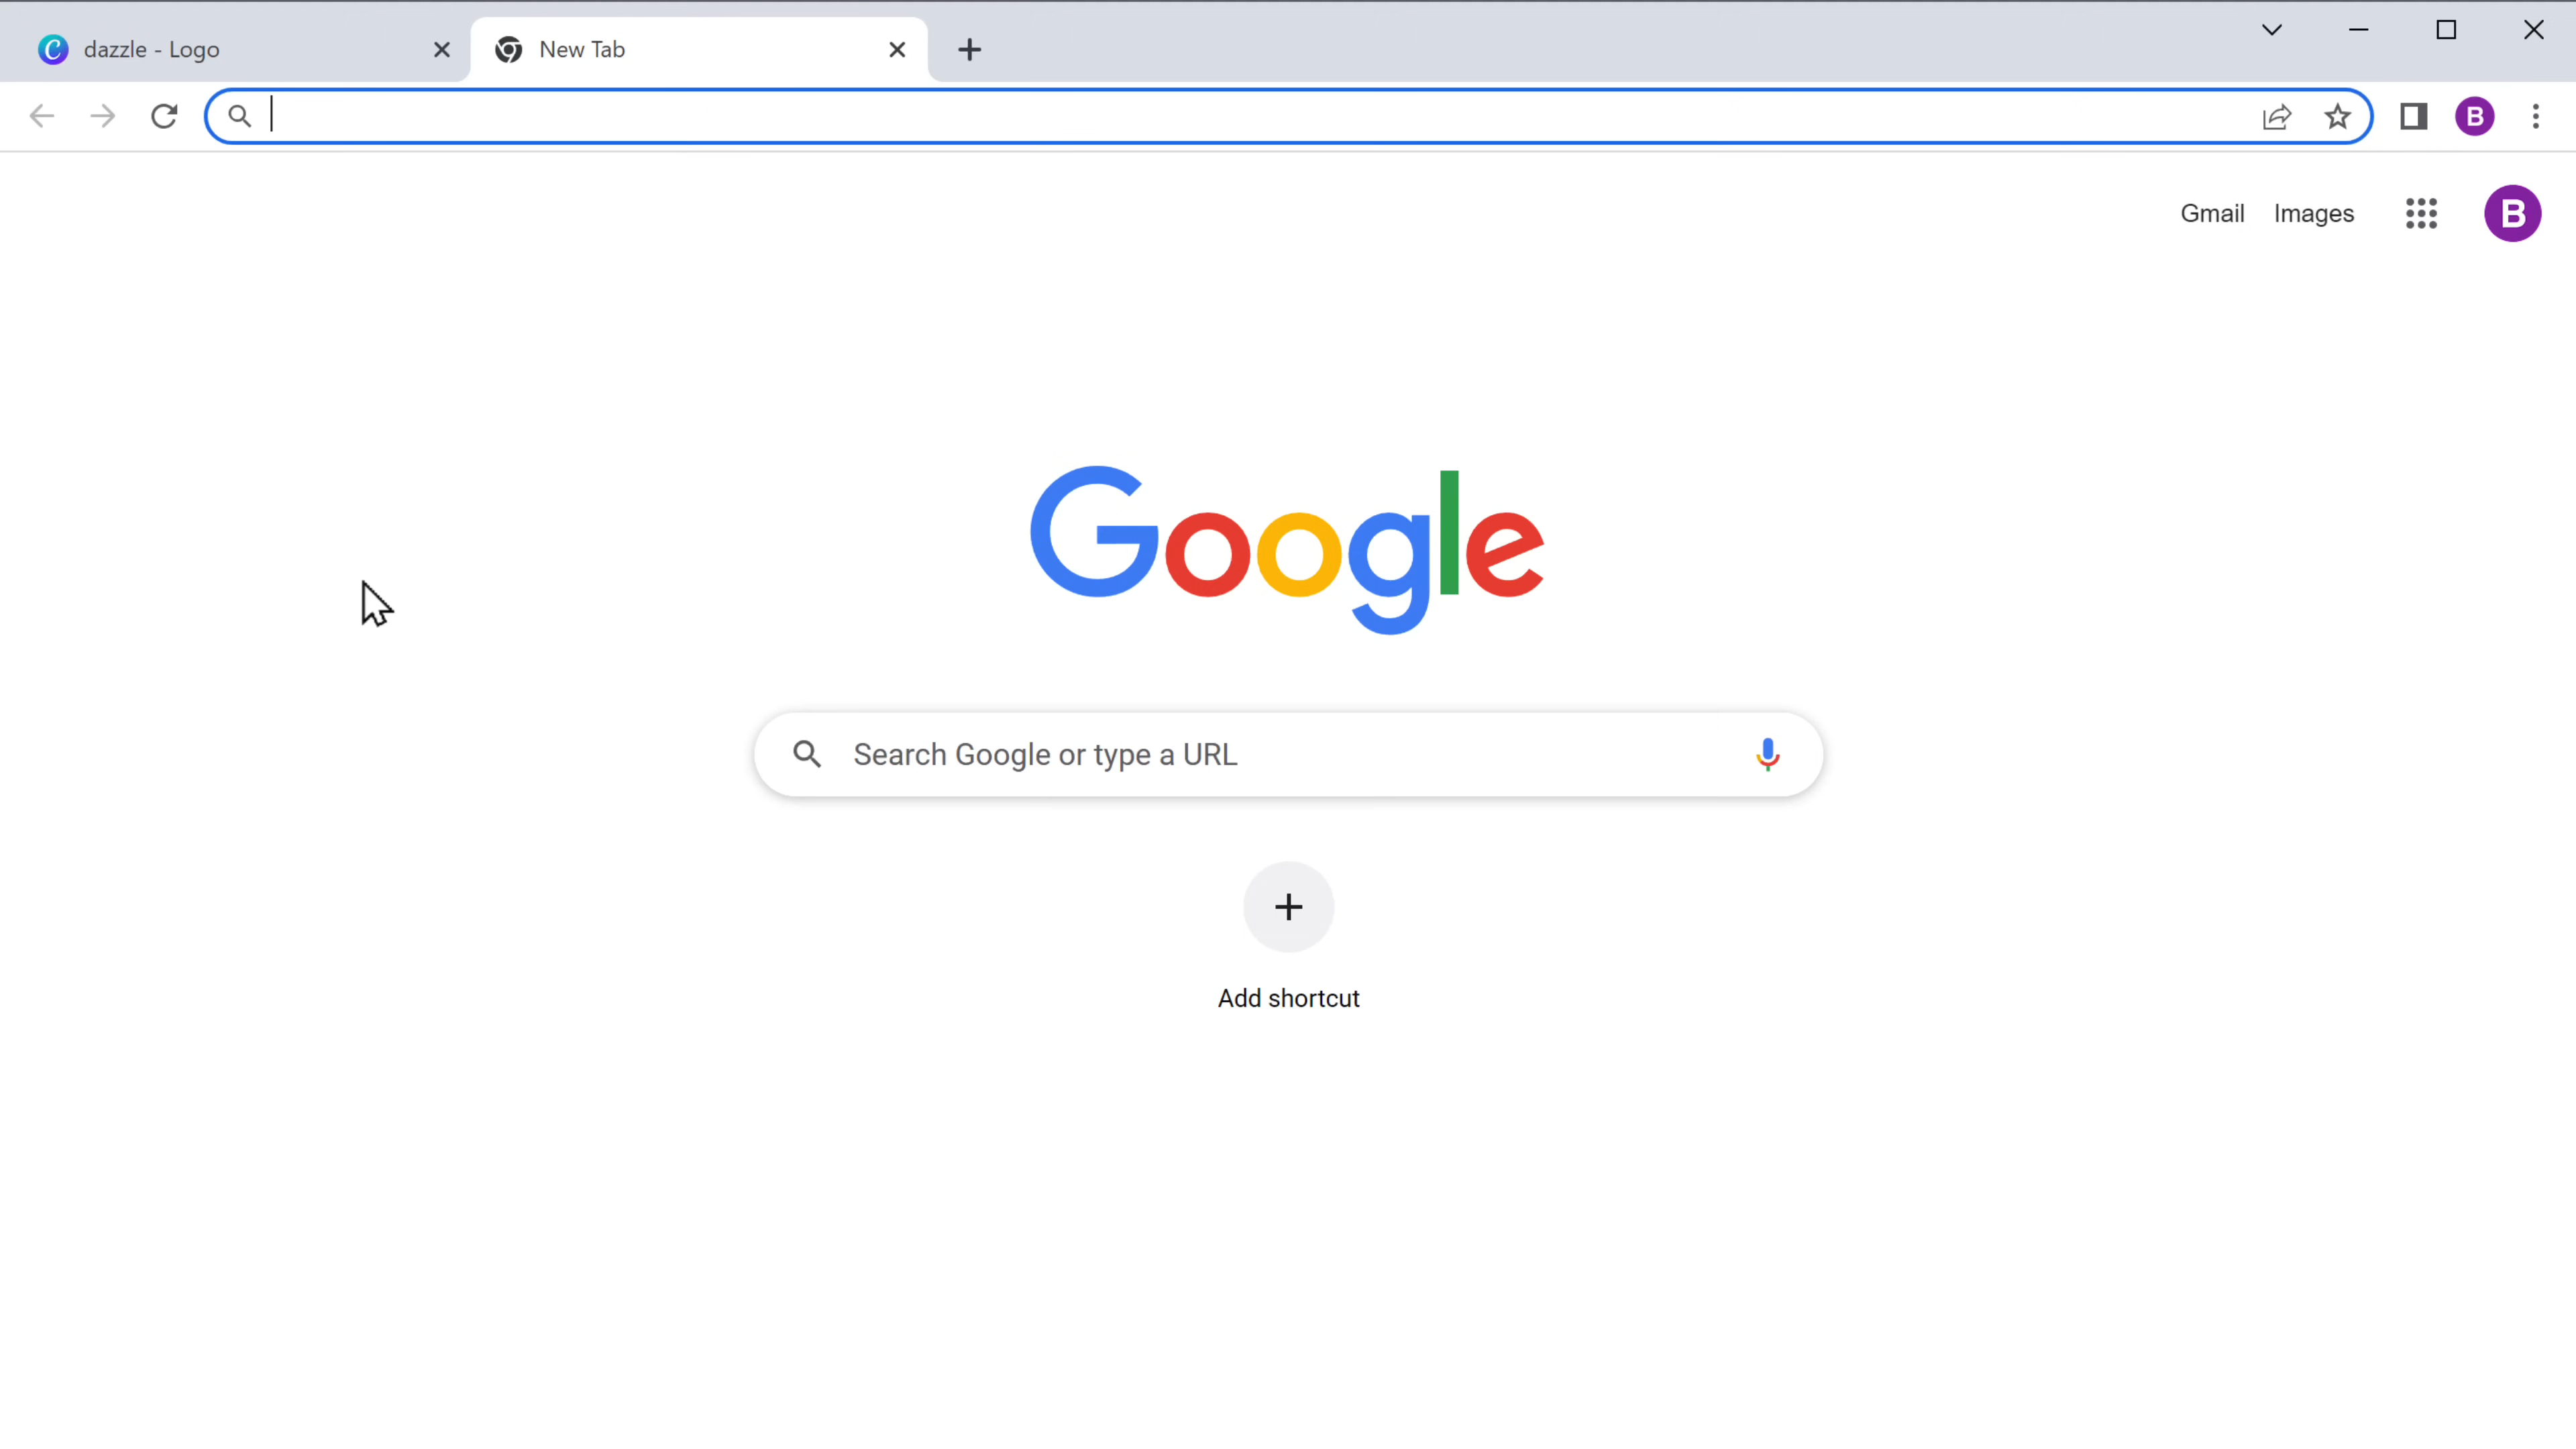 dazzle - Logo
New Tab
B
Gmail
Images
B
Google
Search Google or type a URL
Add shortcut